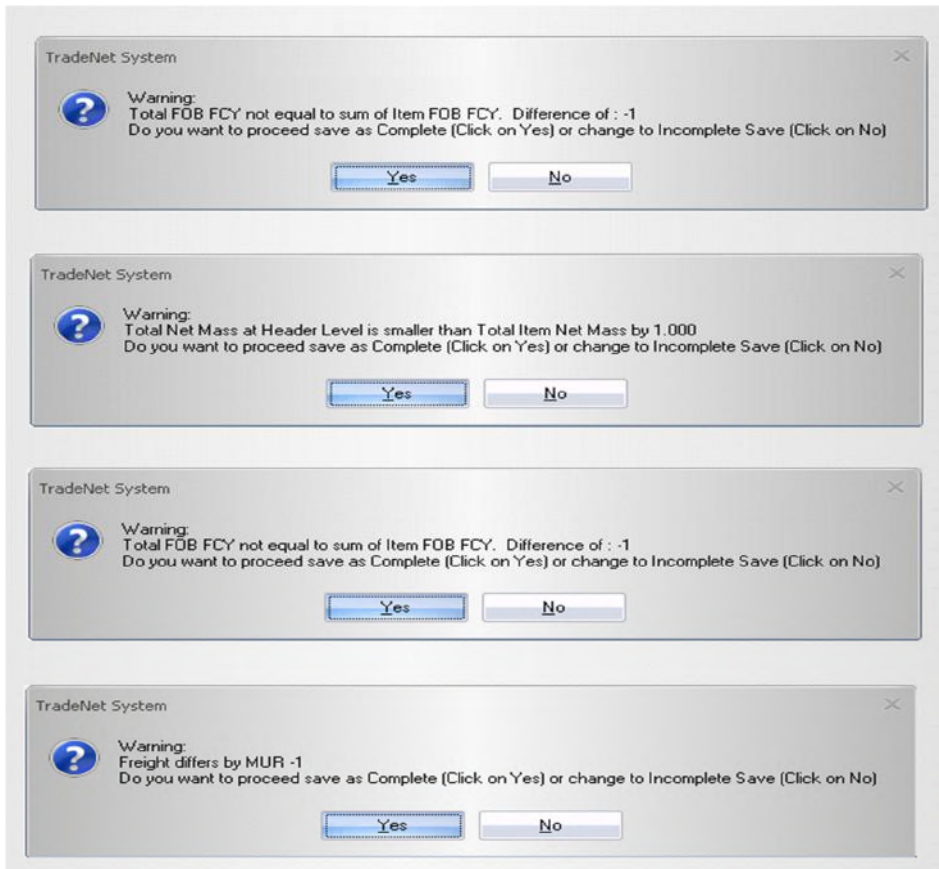 TradeNet System
Warning:
Total FOB FCY not equal to sum of Item FOB FCY. Difference of : -1
Do you want to proceed save as Complete (Click on Yes) or change to Incomplete Save (Click on No)
Yes No
TradeNet System
Warning:
Total Net Mass at Header Level is smaller than Total Item Net Mass by 1.000
Do you want to proceed save as Complete (Click on Yes) or change to Incomplete Save (Click on No)
Yes No
TradeNet System
Warning:
Total FOB FCY not equal to sum of Item FOB FCY. Difference of : -1
Do you want to proceed save as Complete (Click on Yes) or change to Incomplete Save (Click on No)
Yes No
TradeNet System
Warning:
Freight differs by MUR -1
Do you want to proceed save as Complete (Click on Yes) or change to Incomplete Save (Click on No)
Yes No